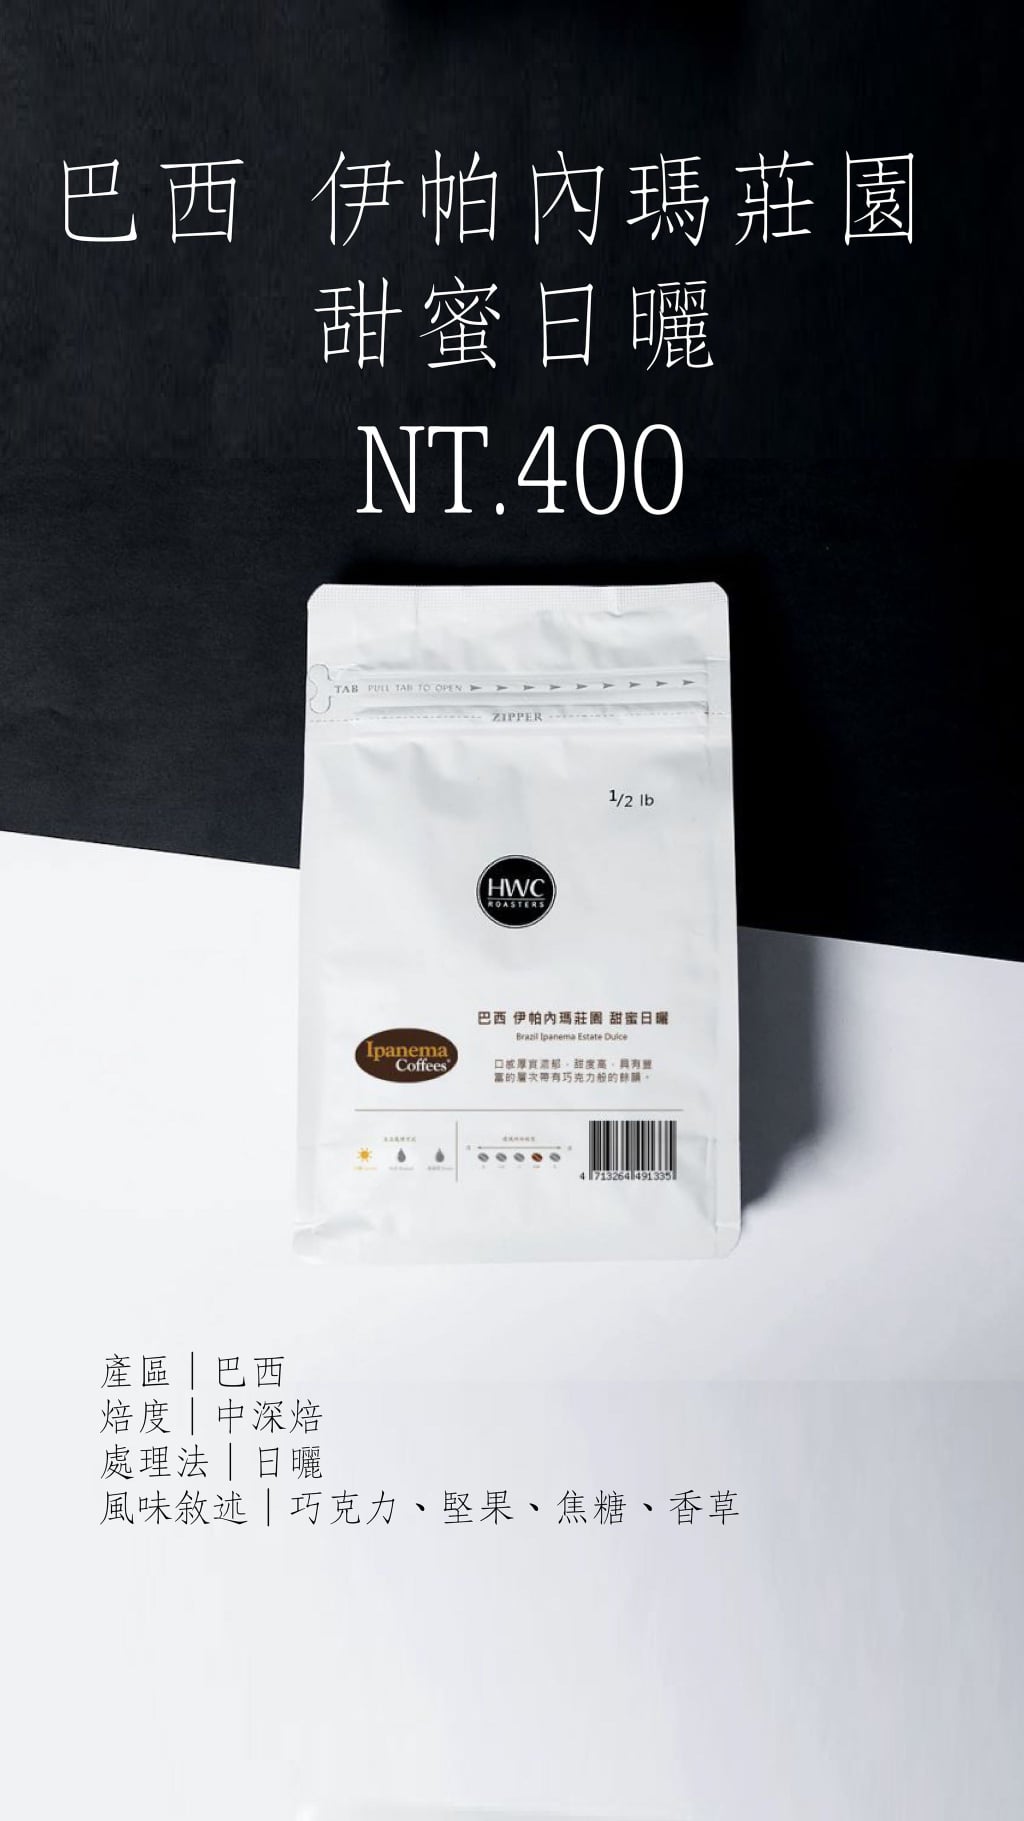 巴西 伊帕內瑪莊園
甜蜜日曬
NT.400
TAB PULL TAB TO OPEN
ZIPPER
1/2 lb
HWC
ROASTERS
巴西 伊帕內瑪莊園 甜蜜日曬
Brazil Ipanema Estate Dulce
Ipanema
Coffees
口感厚實濃郁，甜度高，具有豐
富的層次帶有巧克力般的餘韻。
4 713264 491335
產區｜巴西
焙度｜中深焙
處理法｜日曬
風味敘述｜巧克力、堅果、焦糖、香草